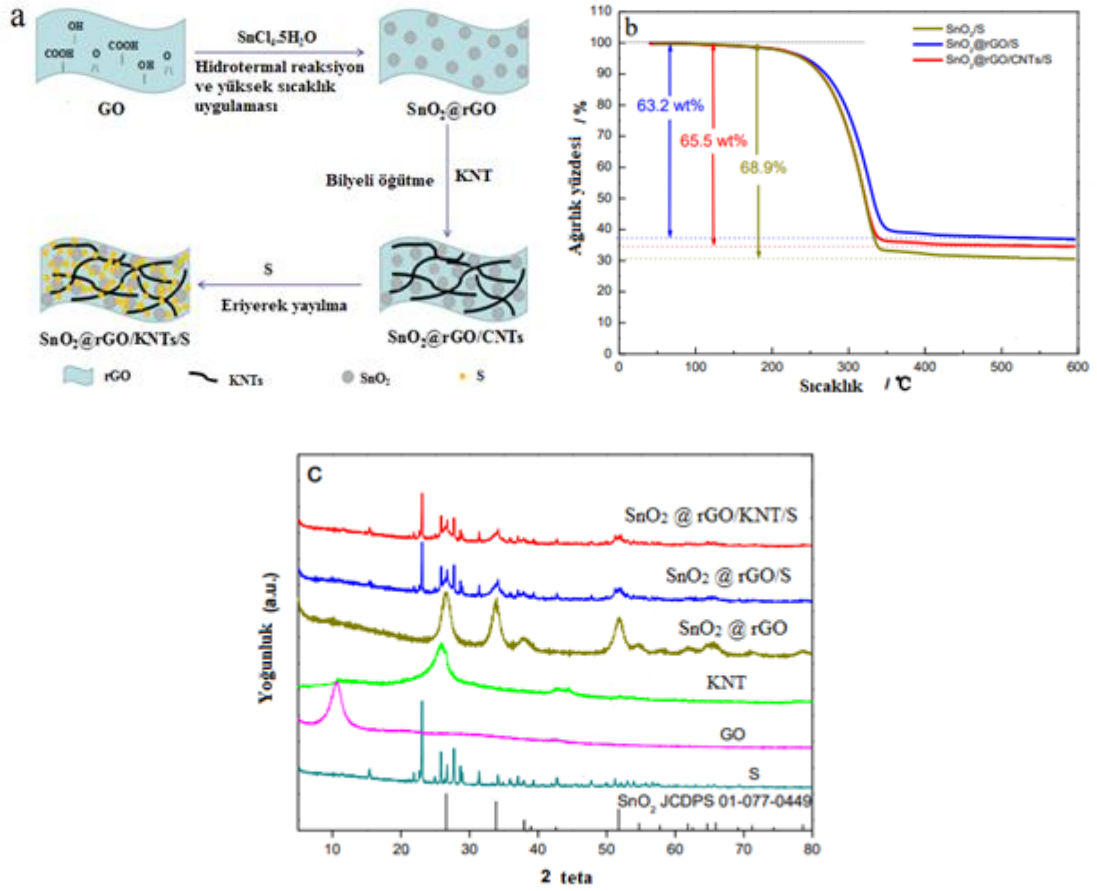 a
OH
COOH
O
COOH
O
OH
COOH
GO
SnCl4.5H2O
Hidrotermal reaksiyon
ve yüksek sıcaklık
uygulaması
SnO2@rGO
Bilyeli öğütme
KNT
SnO2@rGO/CNTs
S
Eriyerek yayılma
SnO2@rGO/KNTs/S
rGO
KNTs
SnO2
S
b
SnO2/S
SnO2@rGO/S
SnO2@rGO/CNTs/S
63.2 wt%
65.5 wt%
68.9%
Ağırlık yüzdesi / %
110
100
90
80
70
60
50
40
30
20
10
0
0 100 200 300 400 500 600
Sıcaklık / ℃
C
SnO2 @ rGO/KNT/S
SnO2 @ rGO/S
SnO2 @ rGO
KNT
GO
S
SnO2 JCDPS 01-077-0449
Yoğunluk (a.u.)
10 20 30 40 50 60 70 80
2 teta